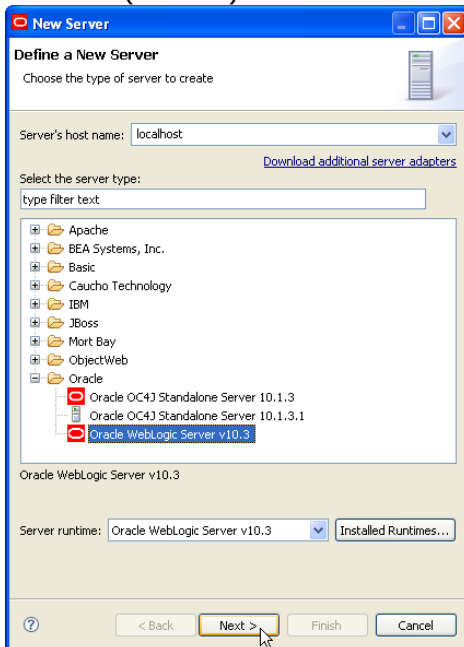 New Server
Define a New Server
Choose the type of server to create
Server's host name: localhost
Download additional server adapters
Select the server type:
type filter text
Apache
BEA Systems, Inc.
Basic
Caucho Technology
IBM
JBoss
Mort Bay
ObjectWeb
Oracle
Oracle OC4J Standalone Server 10.1.3
Oracle OC4J Standalone Server 10.1.3.1
Oracle WebLogic Server v10.3
Oracle WebLogic Server v10.3
Server runtime: Oracle WebLogic Server v10.3 Installed Runtimes...
? < Back Next > Finish Cancel